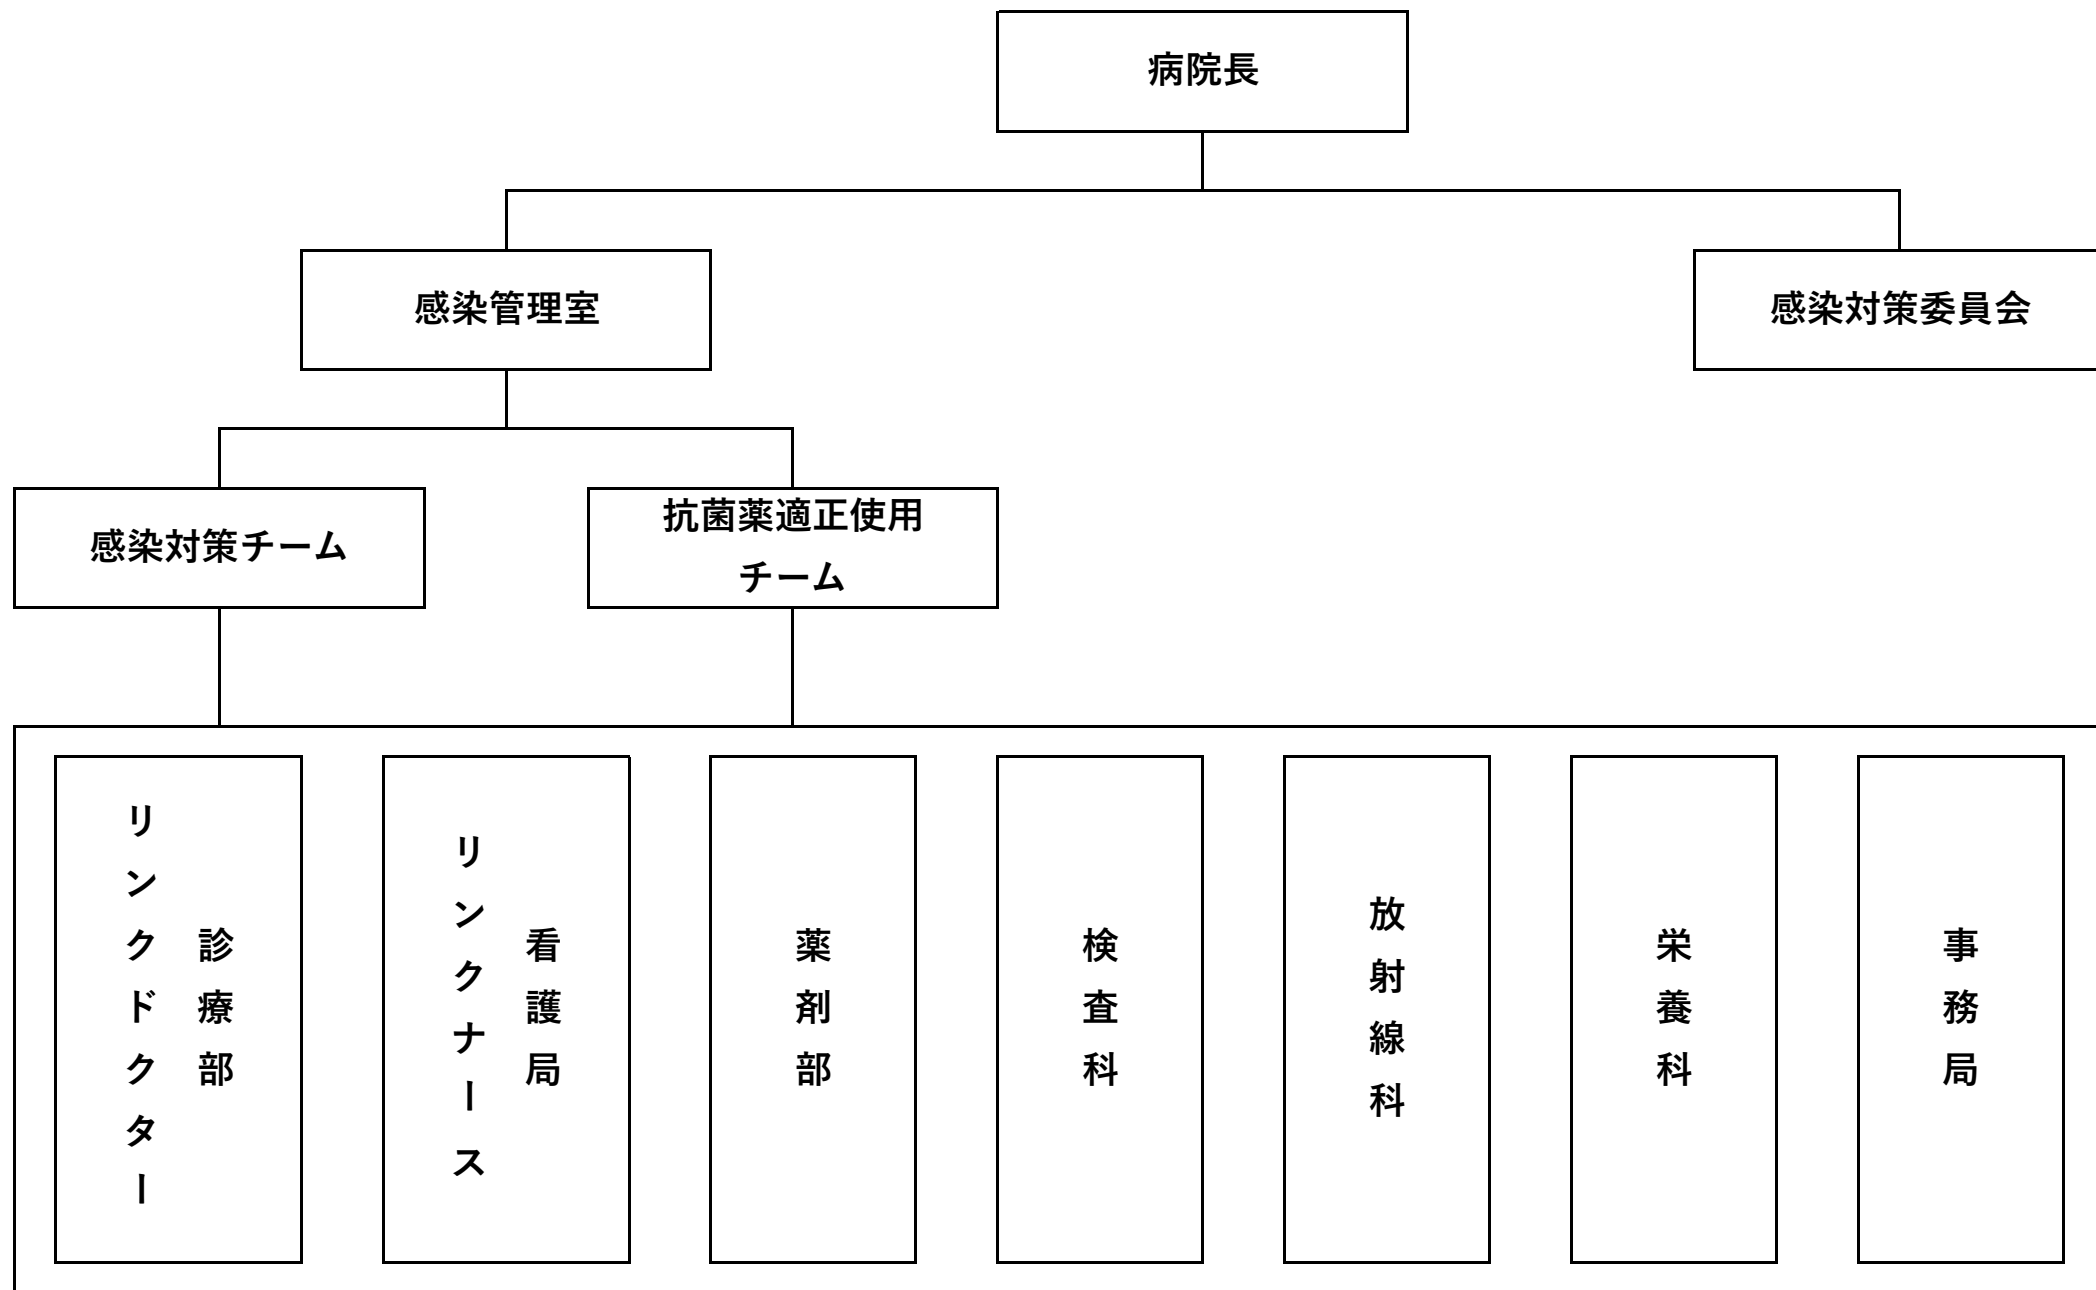 病院長
感染管理室
感染対策委員会
感染対策チーム
抗菌薬適正使用
チーム
診療部
リンクドクター
看護局
リンクナース
薬剤部
検査科
放射線科
栄養科
事務局